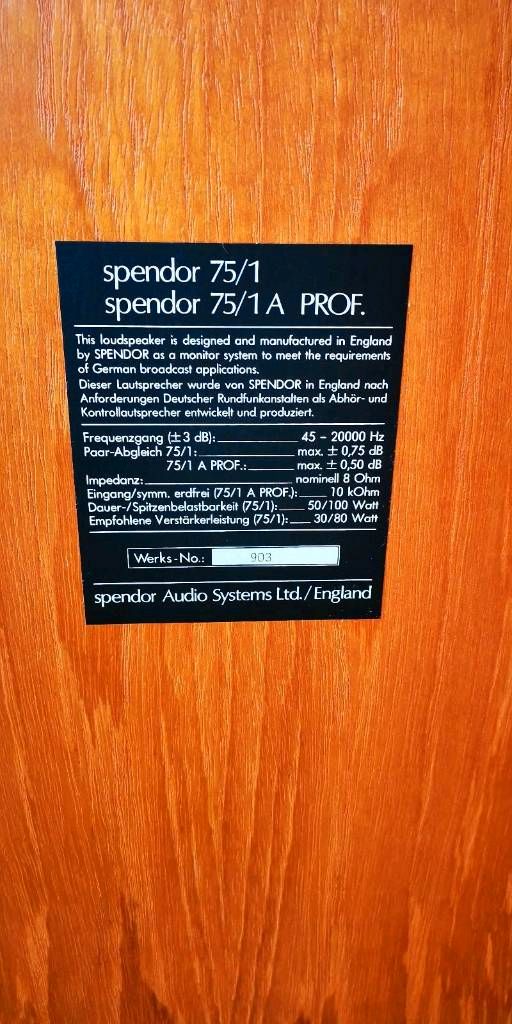 spendor 75/1
spendor 75/1 A PROF.
This loudspeaker is designed and manufactured in England
by SPENDOR as a monitor system to meet the requirements
of German broadcast applications.
Dieser Lautsprecher wurde von SPENDOR in England nach
Anforderungen Deutscher Rundfunkanstalten als Abhör- und
Kontrollautsprecher entwickelt und produziert.
Frequenzgang (± 3 dB): 45 – 20000 Hz
Paar-Abgleich 75/1: max. ± 0,75 dB
75/1 A PROF.: max. ± 0,50 dB
Impedanz: nominell 8 Ohm
Eingang/symm. erdfrei (75/1 A PROF.): 10 kOhm
Dauer-/Spitzenbelastbarkeit (75/1): 50/100 Watt
Empfohlene Verstärkerleistung (75/1): 30/80 Watt
Werks-No.: 903
spendor Audio Systems Ltd./England